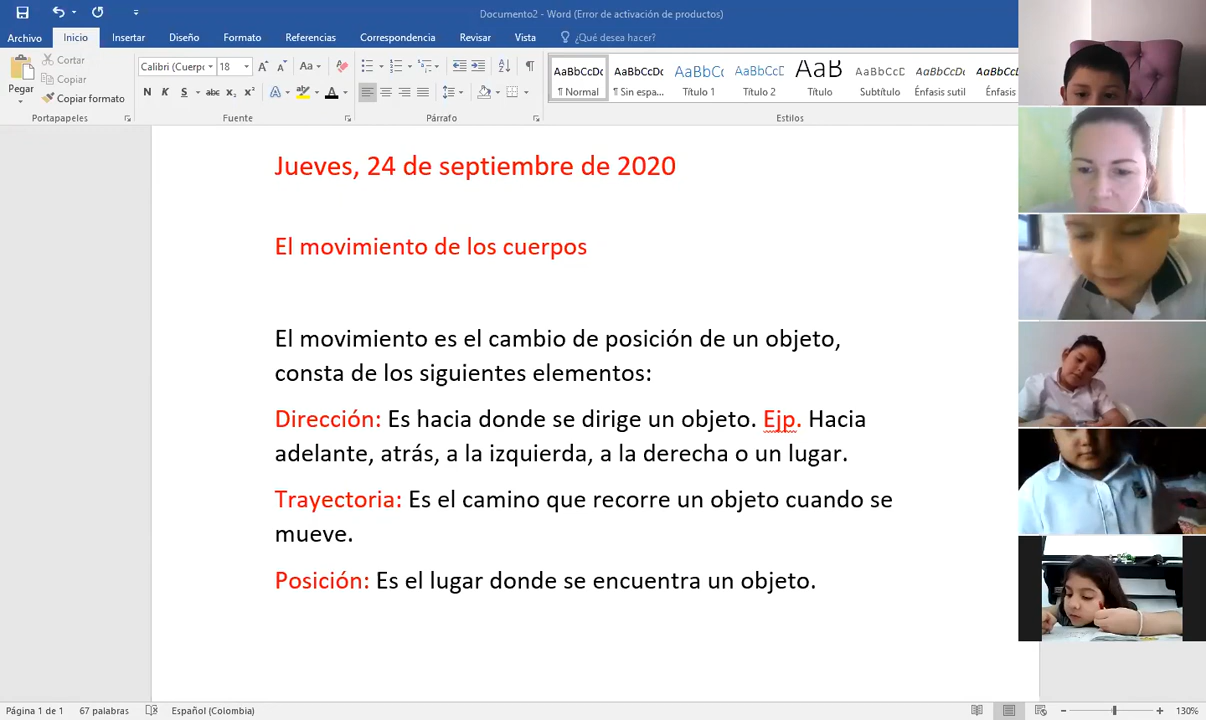 Documento2 - Word (Error de activación de productos)
Archivo Inicio Insertar Diseño Formato Referencias Correspondencia Revisar Vista ¿Qué desea hacer?
Pegar
Cortar
Copiar
Copiar formato
Portapapeles
Calibri (Cuerpo 18
Fuente
Párrafo
AaBbCcDc AaBbCcDc AaBbCc AaBbCcD AaB AaBbCcD AaBbCcDc AaBbCcDc
¶ Normal ¶ Sin espa... Título 1 Título 2 Título Subtítulo Énfasis sutil Énfasis
Estilos
Jueves, 24 de septiembre de 2020
El movimiento de los cuerpos
El movimiento es el cambio de posición de un objeto,
consta de los siguientes elementos:
Dirección: Es hacia donde se dirige un objeto. Ejp. Hacia
adelante, atrás, a la izquierda, a la derecha o un lugar.
Trayectoria: Es el camino que recorre un objeto cuando se
mueve.
Posición: Es el lugar donde se encuentra un objeto.
Página 1 de 1 67 palabras Español (Colombia) 130%